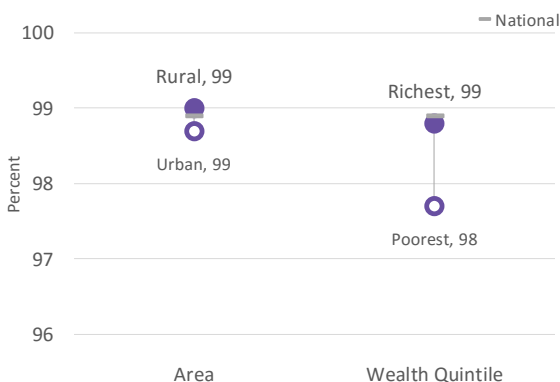 100
National
Rural, 99
Richest, 99
99
Urban, 99
98
Poorest, 98
97
96
Percent
Area
Wealth Quintile